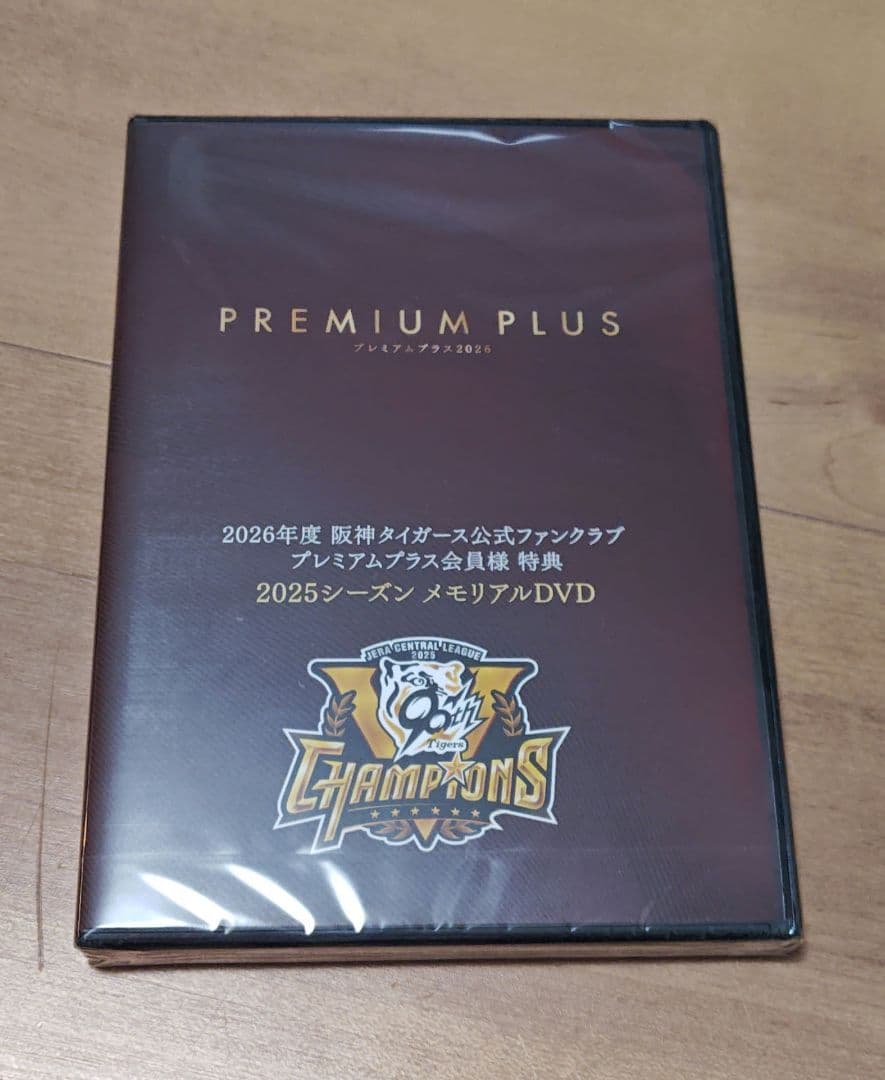 PREMIUM PLUS
プレミアムプラス2026
2026年度 阪神タイガース公式ファンクラブ
プレミアムプラス会員様 特典
2025シーズン メモリアルDVD
JERA CENTRAL LEAGUE
2025
90th
Tigers
CHAMPIONS